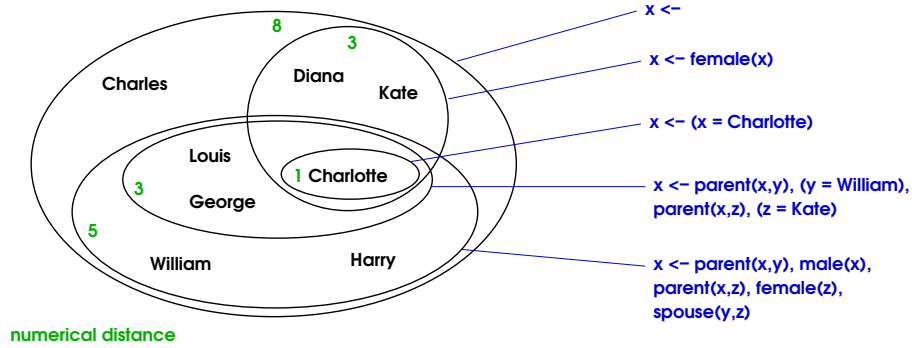 8
x <-
3
Diana
Charles
Kate
x <- female(x)
x <- (x = Charlotte)
Louis
1 Charlotte
3
George
x <- parent(x,y), (y = William),
parent(x,z), (z = Kate)
5
William
Harry
x <- parent(x,y), male(x),
parent(x,z), female(z),
spouse(y,z)
numerical distance